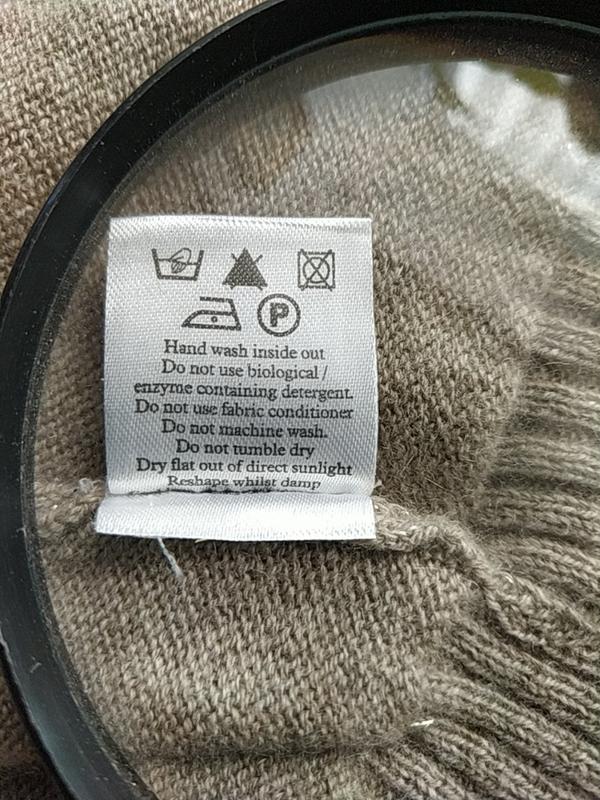 P
Hand wash inside out
Do not use biological /
enzyme containing detergent.
Do not use fabric conditioner
Do not machine wash.
Do not tumble dry
Dry flat out of direct sunlight
Reshape whilst damp